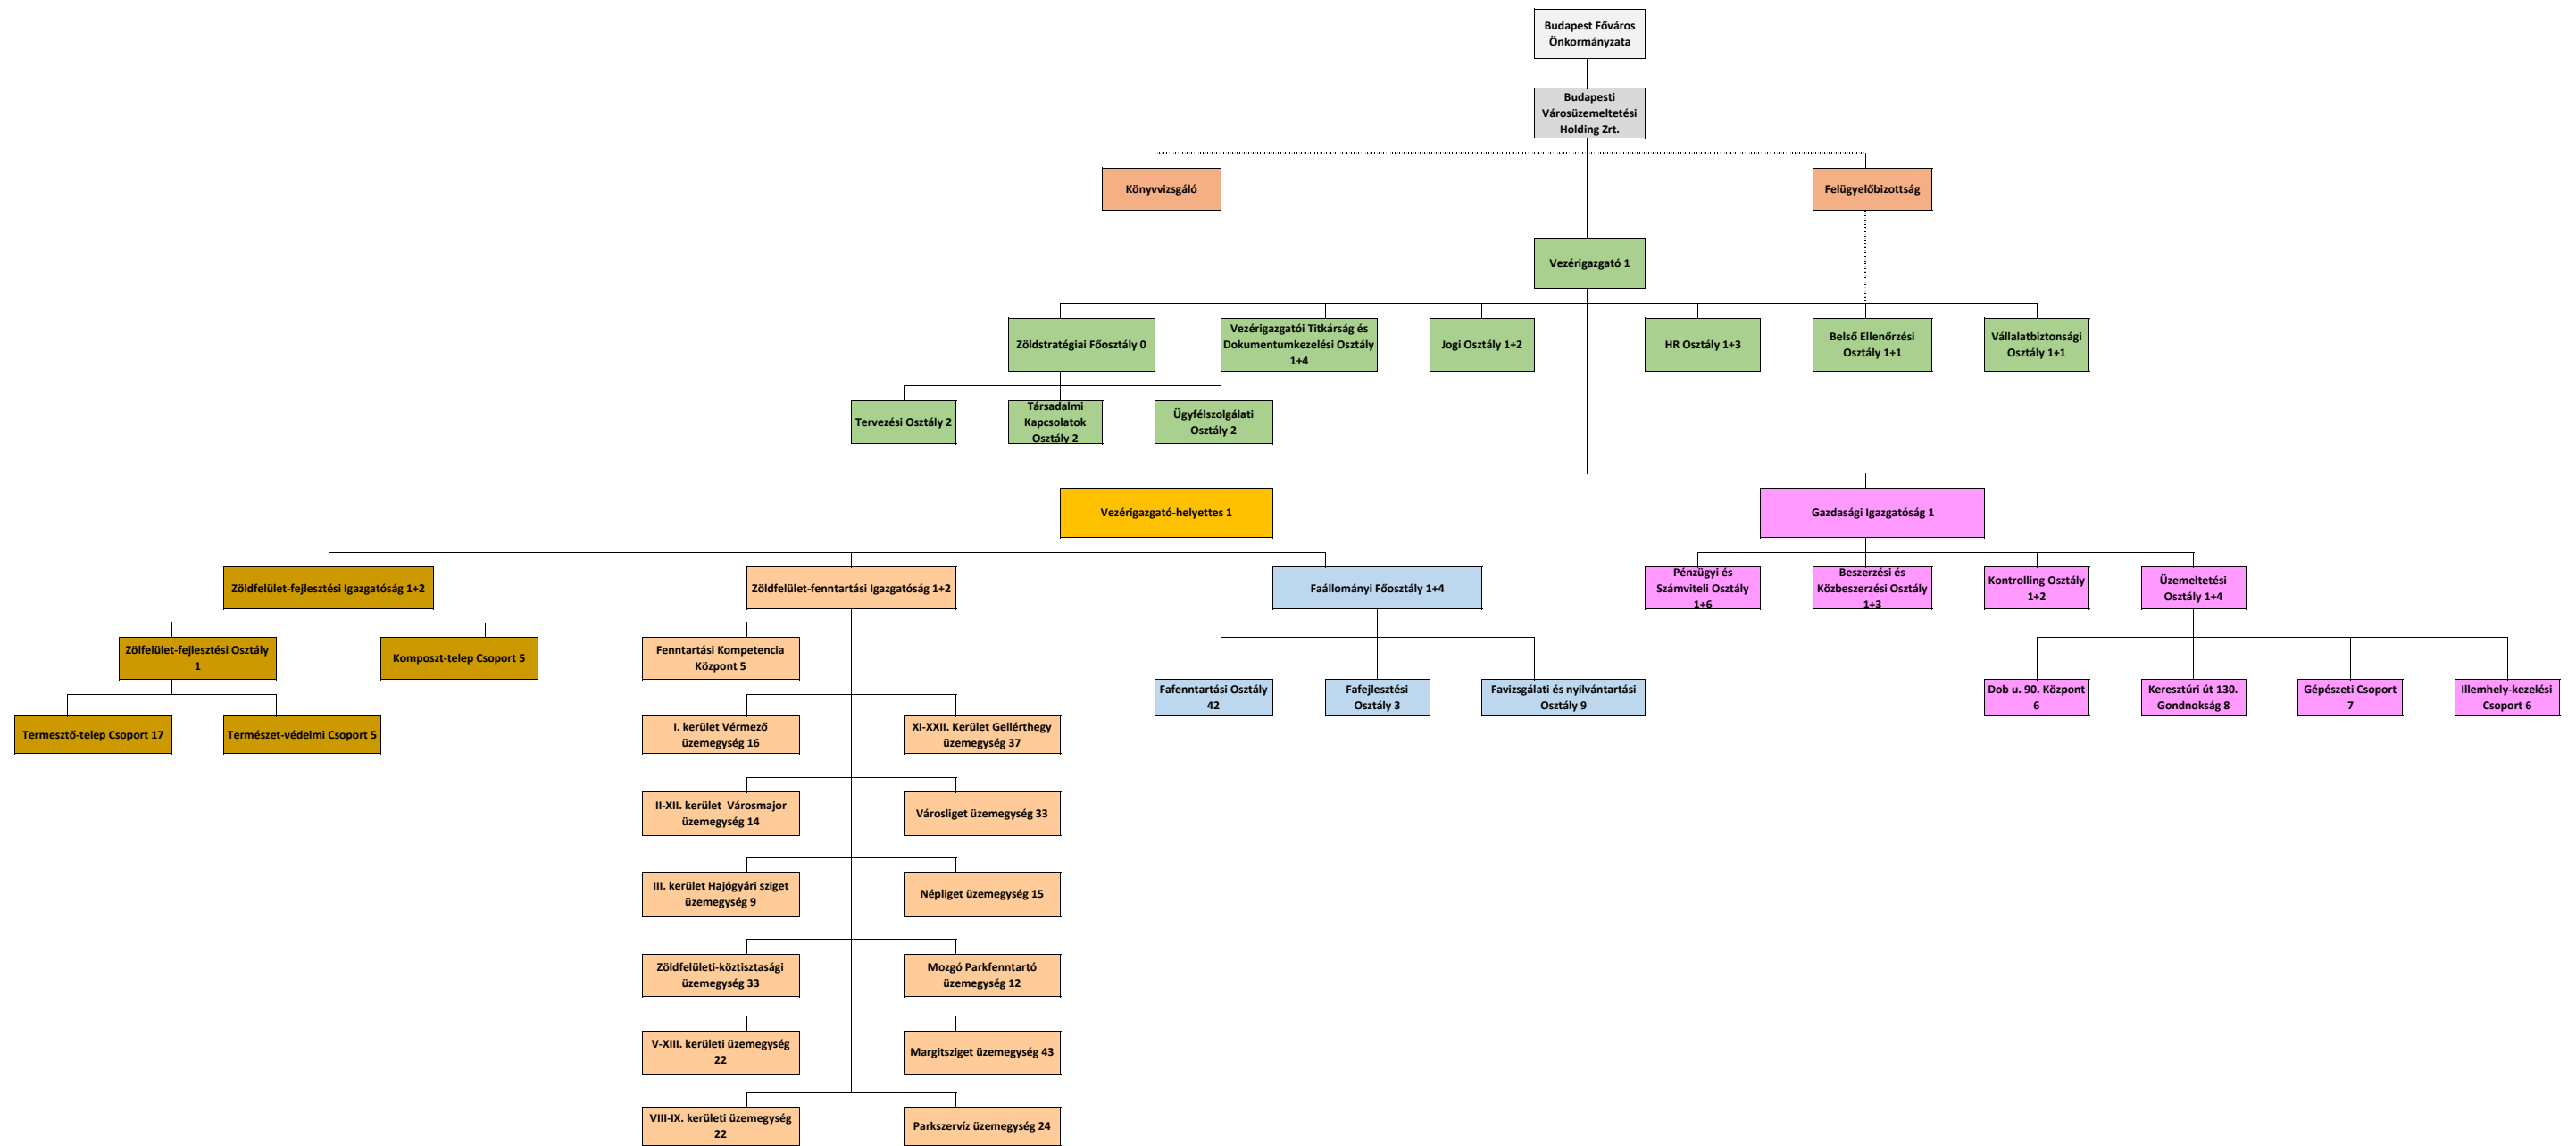 Budapest Főváros
Önkormányzata
Budapesti
Városüzemeltetési
Holding Zrt.
Könyvvizsgáló
Felügyelőbizottság
Vezérigazgató 1
Zöldstratégiai Főosztály 0
Vezérigazgatói Titkárság és
Dokumentumkezelési Osztály
1+4
Jogi Osztály 1+2
HR Osztály 1+3
Belső Ellenőrzési
Osztály 1+1
Vállalatbiztonsági
Osztály 1+1
Tervezési Osztály 2
Társadalmi
Kapcsolatok
Osztály 2
Ügyfélszolgálati
Osztály 2
Vezérigazgató-helyettes 1
Gazdasági Igazgatóság 1
Zöldfelület-fejlesztési Igazgatóság 1+2
Zöldfelület-fenntartási Igazgatóság 1+2
Faállományi Főosztály 1+4
Pénzügyi és
Számviteli Osztály
1+6
Beszerzési és
Közbeszerzési Osztály
1+3
Kontrolling Osztály
1+2
Üzemeltetési
Osztály 1+4
Zölfelület-fejlesztési Osztály
1
Komposzt-telep Csoport 5
Fenntartási Kompetencia
Központ 5
Fafenntartási Osztály
42
Fafejlesztési
Osztály 3
Favizsgálati és nyilvántartási
Osztály 9
Dob u. 90. Központ
6
Keresztúri út 130.
Gondnokság 8
Gépészeti Csoport
7
Illemhely-kezelési
Csoport 6
Termesztő-telep Csoport 17
Természet-védelmi Csoport 5
I. kerület Vérmező
üzemegység 16
XI-XXII. Kerület Gellérthegy
üzemegység 37
II-XII. kerület  Városmajor
üzemegység 14
Városliget üzemegység 33
III. kerület Hajógyári sziget
üzemegység 9
Népliget üzemegység 15
Zöldfelületi-köztisztasági
üzemegység 33
Mozgó Parkfenntartó
üzemegység 12
V-XIII. kerületi üzemegység
22
Margitsziget üzemegység 43
VIII-IX. kerületi üzemegység
22
Parkszervíz üzemegység 24